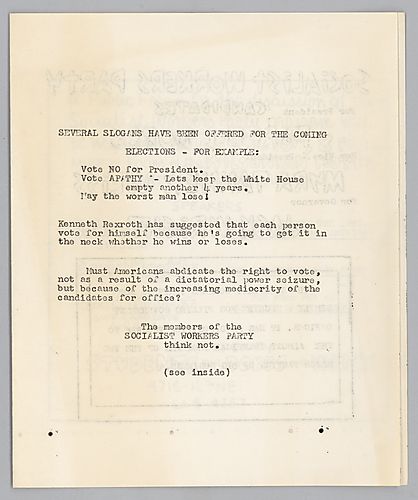 SEVERAL SLOGANS HAVE BEEN OFFERED FOR THE COMING
ELECTIONS - FOR EXAMPLE:
Vote NO for President.
Vote APATHY - Lets keep the White House
empty another 4 years.
May the worst man lose!
Kenneth Rexroth has suggested that each person
vote for himself because he's going to get it in
the neck whether he wins or loses.
Must Americans abdicate the right to vote,
not as a result of a dictatorial power seizure,
but because of the increasing mediocrity of the
candidates for office?
The members of the
SOCIALIST WORKERS PARTY
think not.
(see inside)